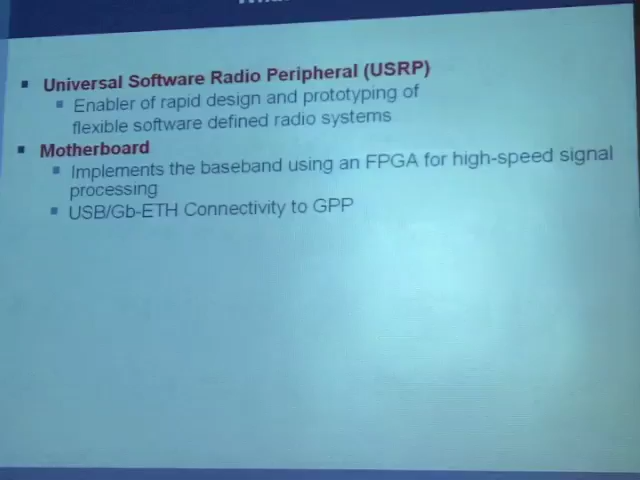 Universal Software Radio Peripheral (USRP)
Enabler of rapid design and prototyping of
flexible software defined radio systems
Motherboard
Implements the baseband using an FPGA for high-speed signal
processing
USB/Gb-ETH Connectivity to GPP